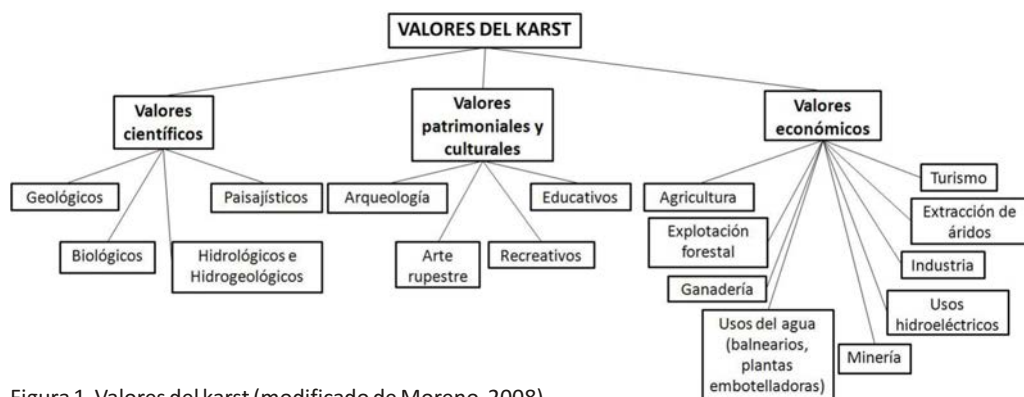 VALORES DEL KARST
Valores
científicos
Valores
patrimoniales y
culturales
Valores
económicos
Geológicos
Paisajísticos
Biológicos
Hidrológicos e
Hidrogeológicos
Arqueología
Educativos
Arte
rupestre
Recreativos
Agricultura
Explotación
forestal
Ganadería
Usos del agua
(balnearios,
plantas
embotelladoras)
Minería
Usos
hidroeléctricos
Industria
Extracción de
áridos
Turismo
Figura 1. Valores del karst (modificado de Moreno, 2008)